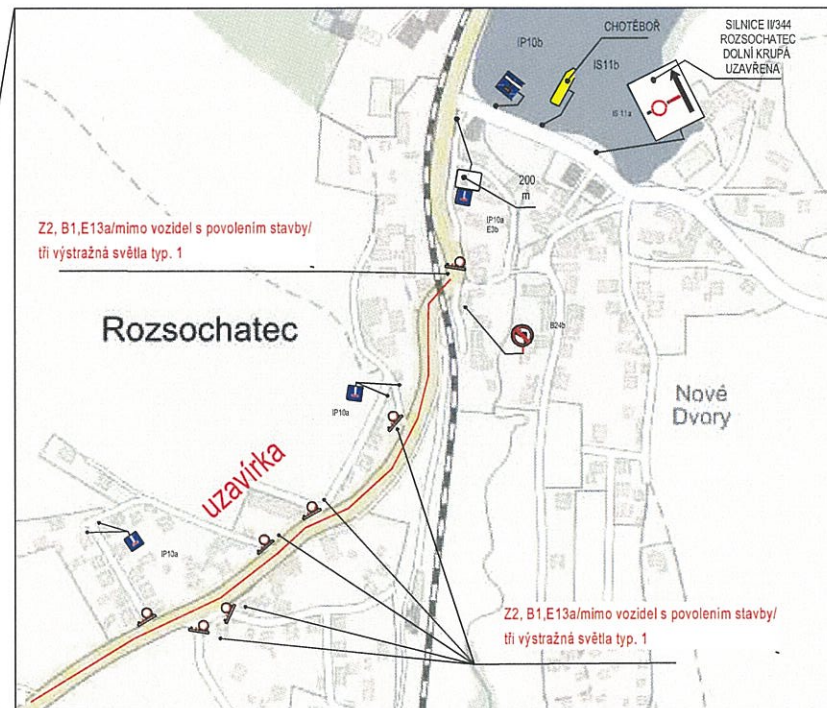 IP10b
CHOTĚBOŘ
IS11b
SILNICE II/344
ROZSOCHATEC
DOLNÍ KRUPÁ
UZAVŘENA
IS 11a
200
m
IP10a
E3b
Z2, B1,E13a/mimo vozidel s povolením stavby/
tři výstražná světla typ. 1
Rozsochatec
B24b
Nové
Dvory
IP10a
uzavírka
IP10a
Z2, B1,E13a/mimo vozidel s povolením stavby/
tři výstražná světla typ. 1